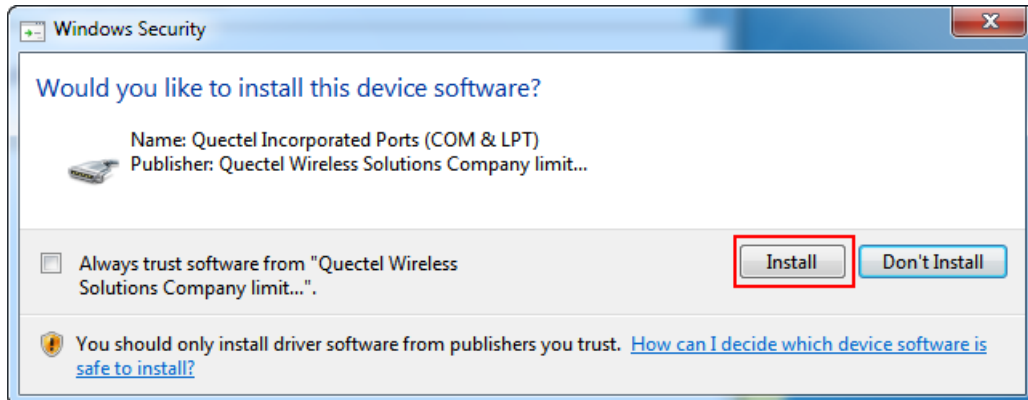 Windows Security
Would you like to install this device software?
Name: Quectel Incorporated Ports (COM & LPT)
Publisher: Quectel Wireless Solutions Company limit...
Always trust software from "Quectel Wireless
Solutions Company limit...".
Install
Don't Install
You should only install driver software from publishers you trust. How can I decide which device software is
safe to install?